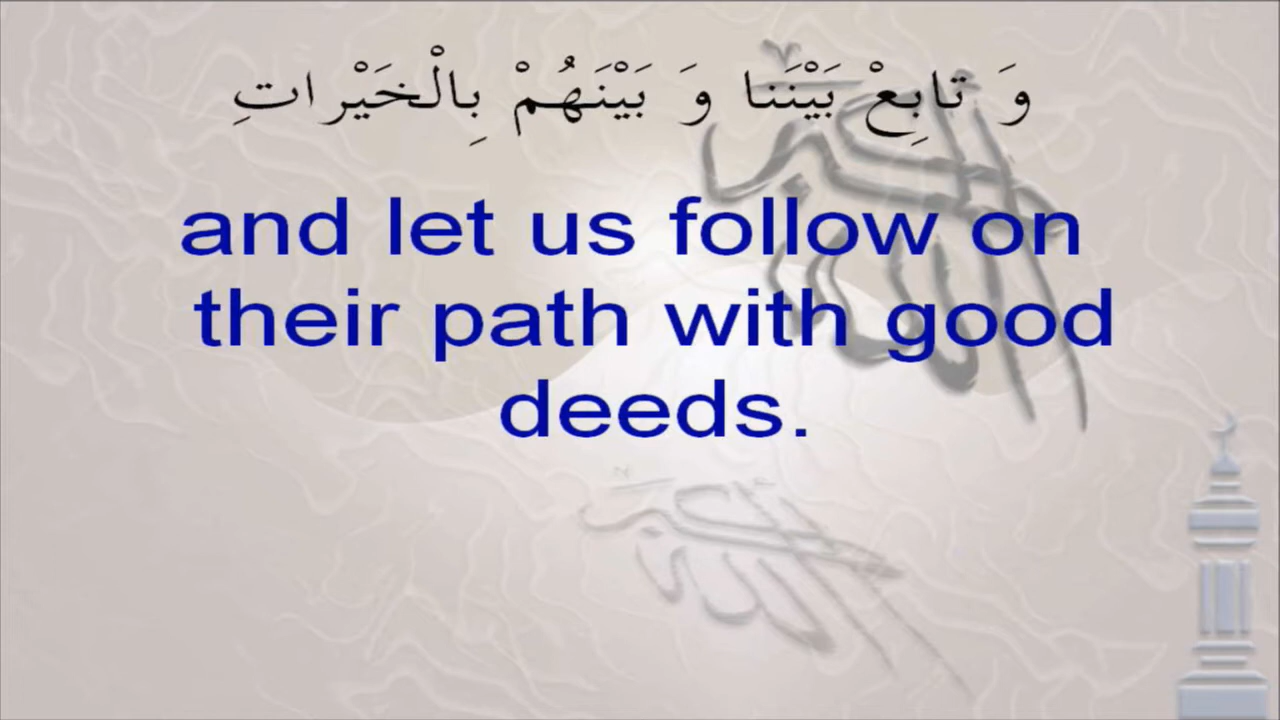 وَ تابِعْ بَيْنَنا وَ بَيْنَهُمْ بِالْخَيْراتِ
and let us follow on
their path with good
deeds.